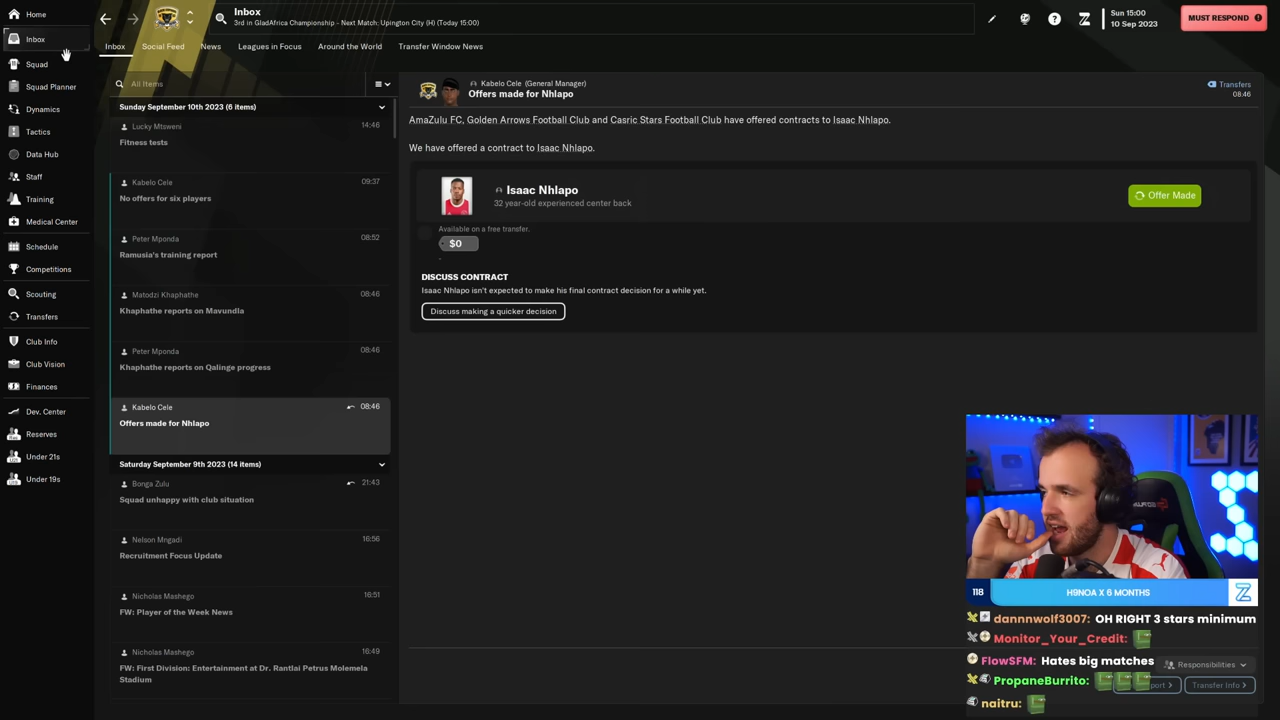 Home
Inbox
Squad
Squad Planner
Dynamics
Tactics
Data Hub
Staff
Training
Medical Center
Schedule
Competitions
Scouting
Transfers
Club Info
Club Vision
Finances
Dev. Center
Reserves
Under 21s
Under 19s
Inbox
3rd in GladAfrica Championship - Next Match: Upington City (H) (Today 15:00)
Sun 15:00
10 Sep 2023
MUST RESPOND
Inbox
Social Feed
News
Leagues in Focus
Around the World
Transfer Window News
All Items
Sunday September 10th 2023 (6 items)
Lucky Mtsweni 14:46
Fitness tests
Kabelo Cele 09:37
No offers for six players
Peter Mponda 08:52
Ramusia's training report
Matodzi Khaphathe 08:46
Khaphathe reports on Mavundla
Peter Mponda 08:46
Khaphathe reports on Qalinge progress
Kabelo Cele 08:46
Offers made for Nhlapo
Saturday September 9th 2023 (14 items)
Bonga Zulu 21:43
Squad unhappy with club situation
Nelson Mngadi 16:56
Recruitment Focus Update
Nicholas Mashego 16:51
FW: Player of the Week News
Nicholas Mashego 16:49
FW: First Division: Entertainment at Dr. Rantlai Petrus Molemela
Stadium
Kabelo Cele (General Manager)
Offers made for Nhlapo
Transfers
08:46
AmaZulu FC, Golden Arrows Football Club and Casric Stars Football Club have offered contracts to Isaac Nhlapo.
We have offered a contract to Isaac Nhlapo.
Isaac Nhlapo
32 year-old experienced center back
Offer Made
Available on a free transfer.
$0
-
DISCUSS CONTRACT
Isaac Nhlapo isn't expected to make his final contract decision for a while yet.
Discuss making a quicker decision
118 H9NOA X 6 MONTHS Z
dannnwolf3007: OH RIGHT 3 stars minimum
Monitor_Your_Credit:
FlowSFM: Hates big matches
Responsibilities
PropaneBurrito:
Transfer Info
naitru: